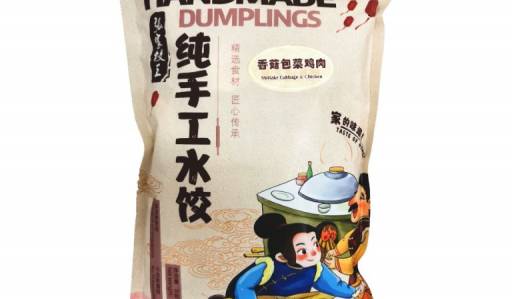 HANDMADE
DUMPLINGS
纯手工水饺
精选食材 匠心传承
香菇包菜鸡肉
Shiitake Cabbage & Chicken
家的味道!
TASTE OF HOME